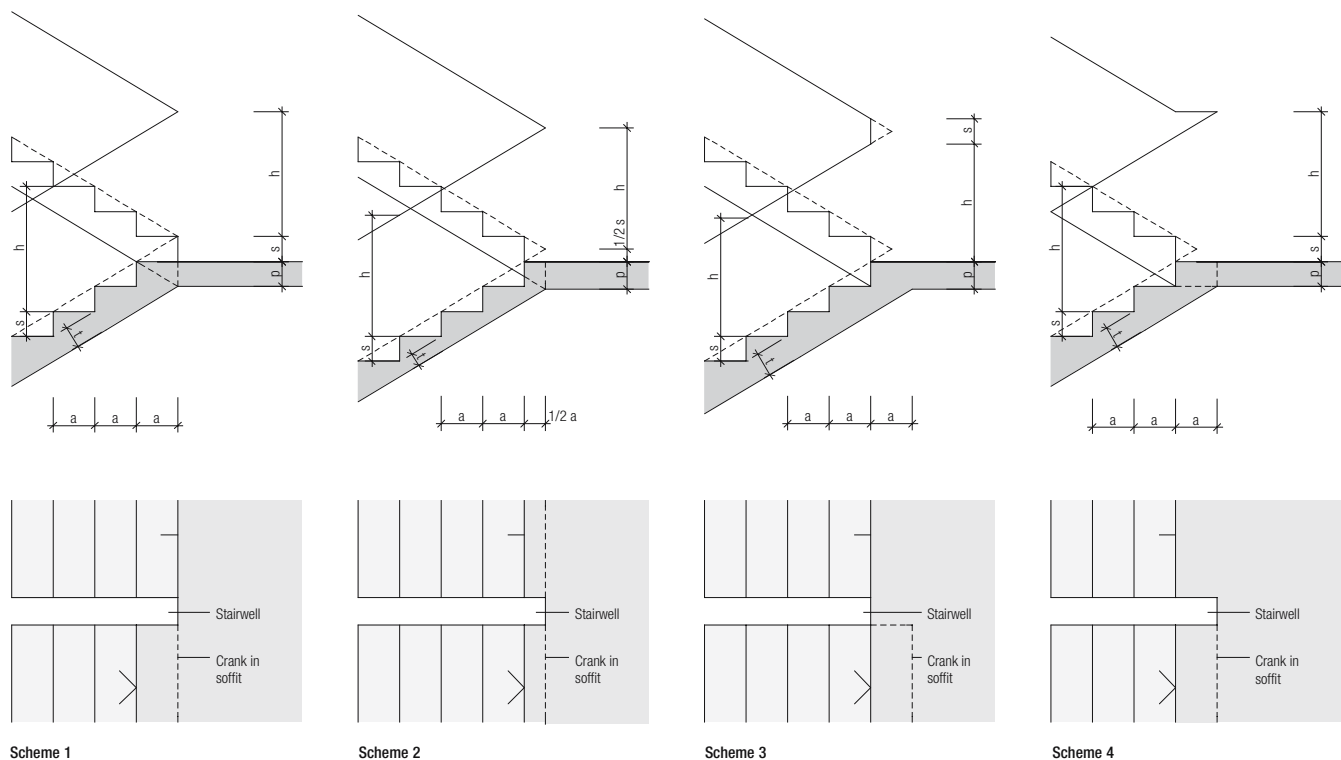 h
s
p
h
s
t
a a a
Stairwell
Crank in
soffit
Scheme 1
h
1/2 s
p
h
s
t
a a 1/2 a
Stairwell
Crank in
soffit
Scheme 2
s
h
p
h
s
t
a a a
Stairwell
Crank in
soffit
Scheme 3
h
s
p
h
s
t
a a a
Stairwell
Crank in
soffit
Scheme 4